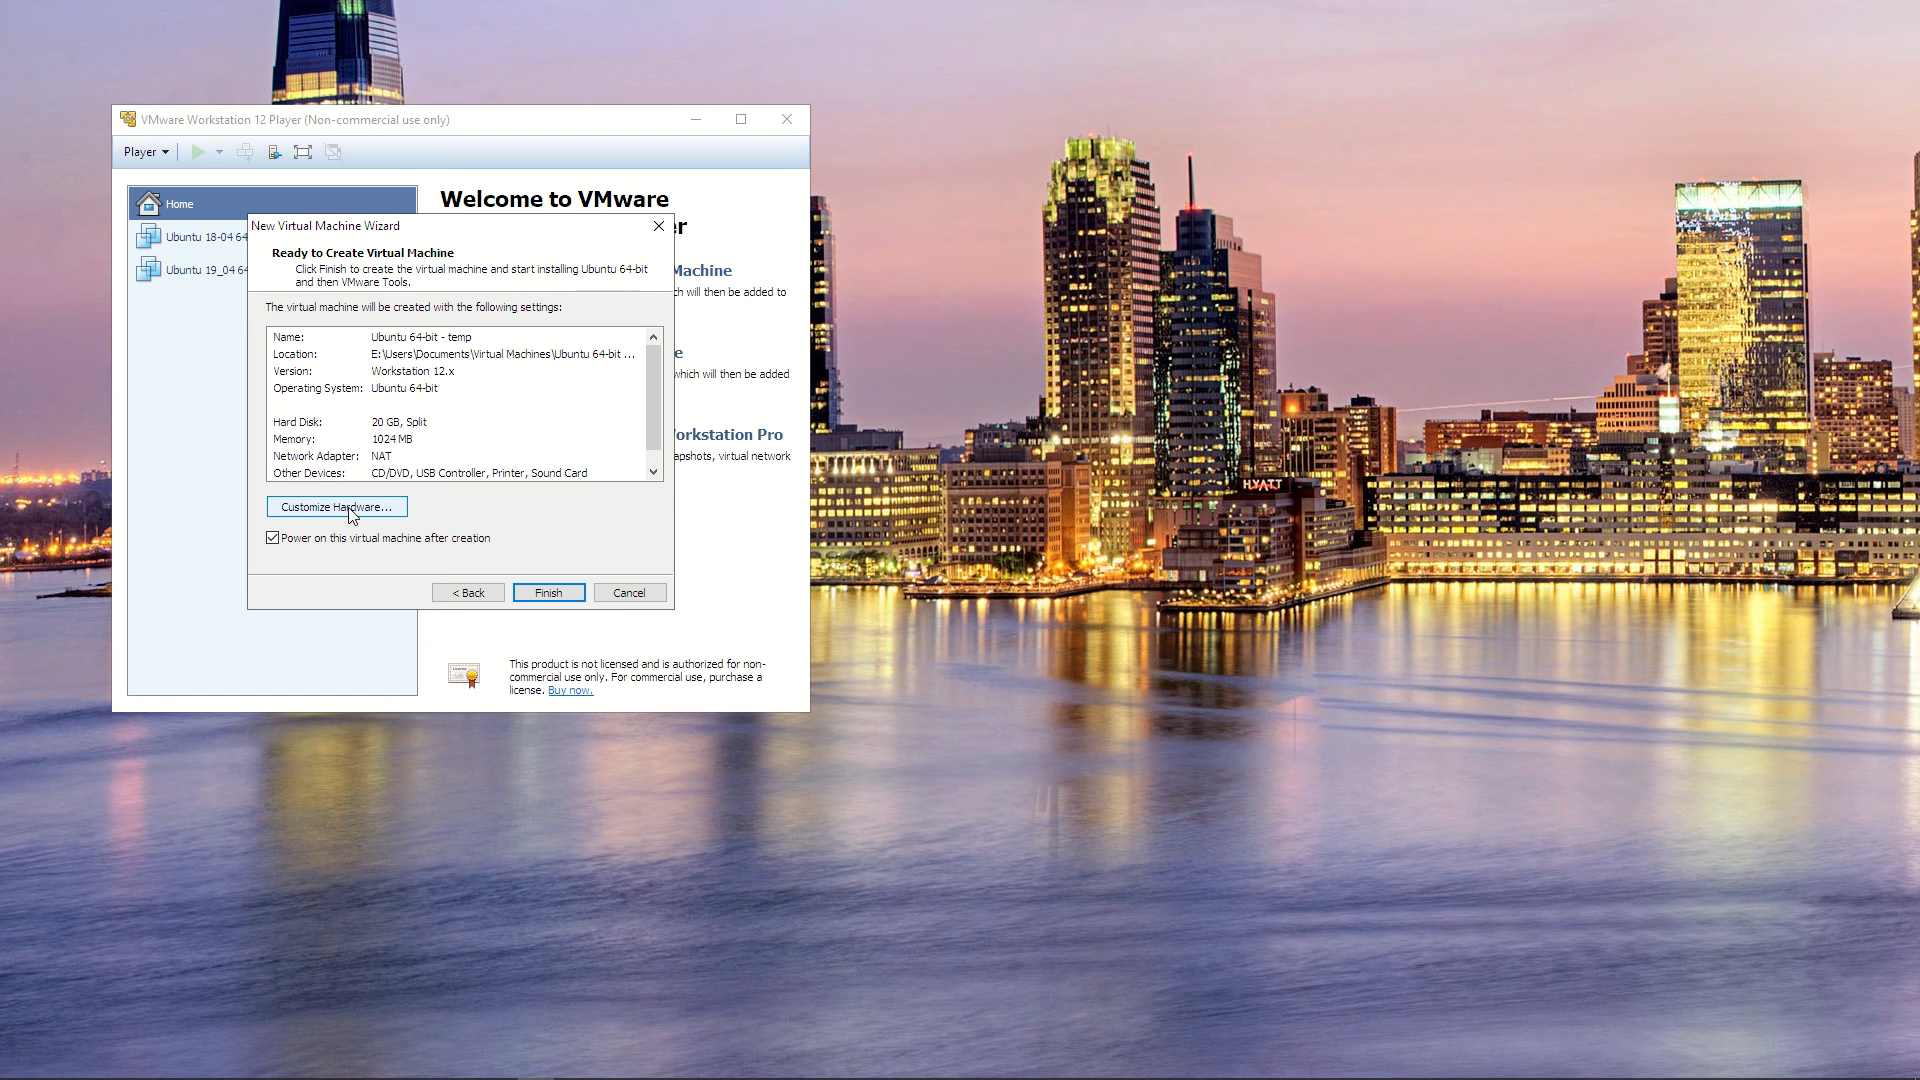 VMware Workstation 12 Player (Non-commercial use only)
Player
Home
Welcome to VMware
Ubuntu 18-04 64
Ubuntu 19_04 64
New Virtual Machine Wizard
Ready to Create Virtual Machine
Click Finish to create the virtual machine and start installing Ubuntu 64-bit
and then VMware Tools.
The virtual machine will be created with the following settings:
Name: Ubuntu 64-bit - temp
Location: E:\Users\Documents\Virtual Machines\Ubuntu 64-bit ...
Version: Workstation 12.x
Operating System: Ubuntu 64-bit
Hard Disk: 20 GB, Split
Memory: 1024 MB
Network Adapter: NAT
Other Devices: CD/DVD, USB Controller, Printer, Sound Card
Customize Hardware...
Power on this virtual machine after creation
< Back
Finish
Cancel
er
Machine
ch will then be added to
e
which will then be added
Workstation Pro
apshots, virtual network
This product is not licensed and is authorized for non-
commercial use only. For commercial use, purchase a
license. Buy now.
HYATT